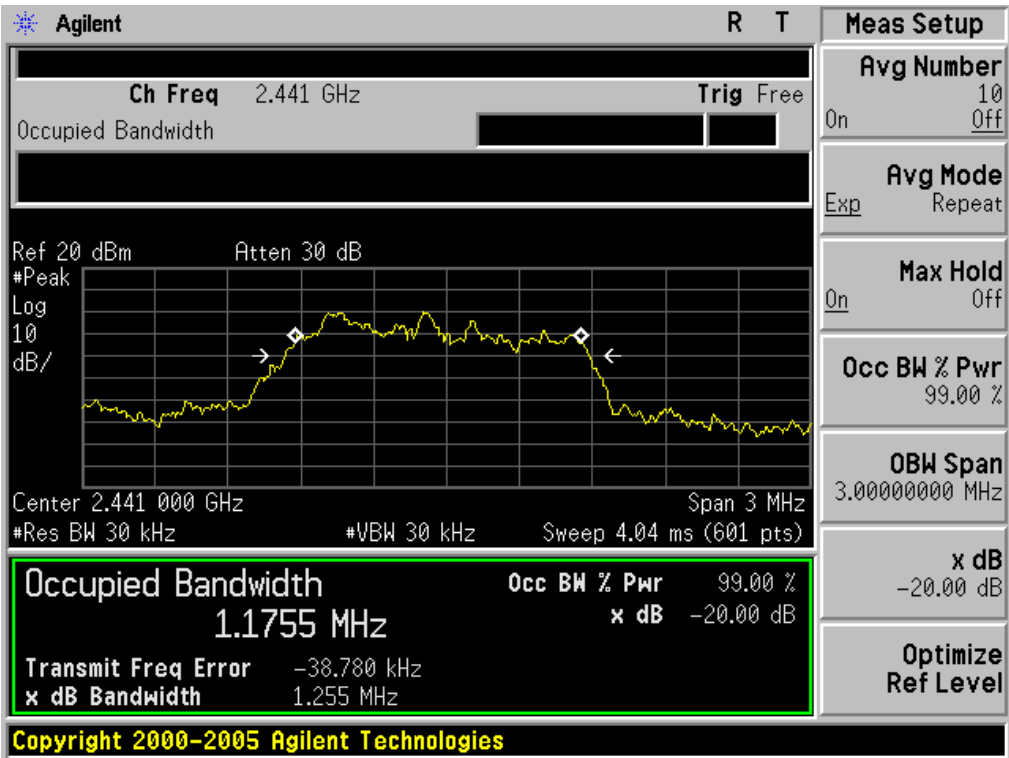 Agilent R T
Ch Freq 2.441 GHz Trig Free
Occupied Bandwidth
Ref 20 dBm Atten 30 dB
#Peak
Log
10
dB/
Center 2.441 000 GHz Span 3 MHz
#Res BW 30 kHz #VBW 30 kHz Sweep 4.04 ms (601 pts)
Occupied Bandwidth Occ BW % Pwr 99.00 %
1.1755 MHz x dB -20.00 dB
Transmit Freq Error -38.780 kHz
x dB Bandwidth 1.255 MHz
Copyright 2000-2005 Agilent Technologies
Meas Setup
Avg Number
10
On Off
Avg Mode
Exp Repeat
Max Hold
On Off
Occ BW % Pwr
99.00 %
OBW Span
3.00000000 MHz
x dB
-20.00 dB
Optimize
Ref Level